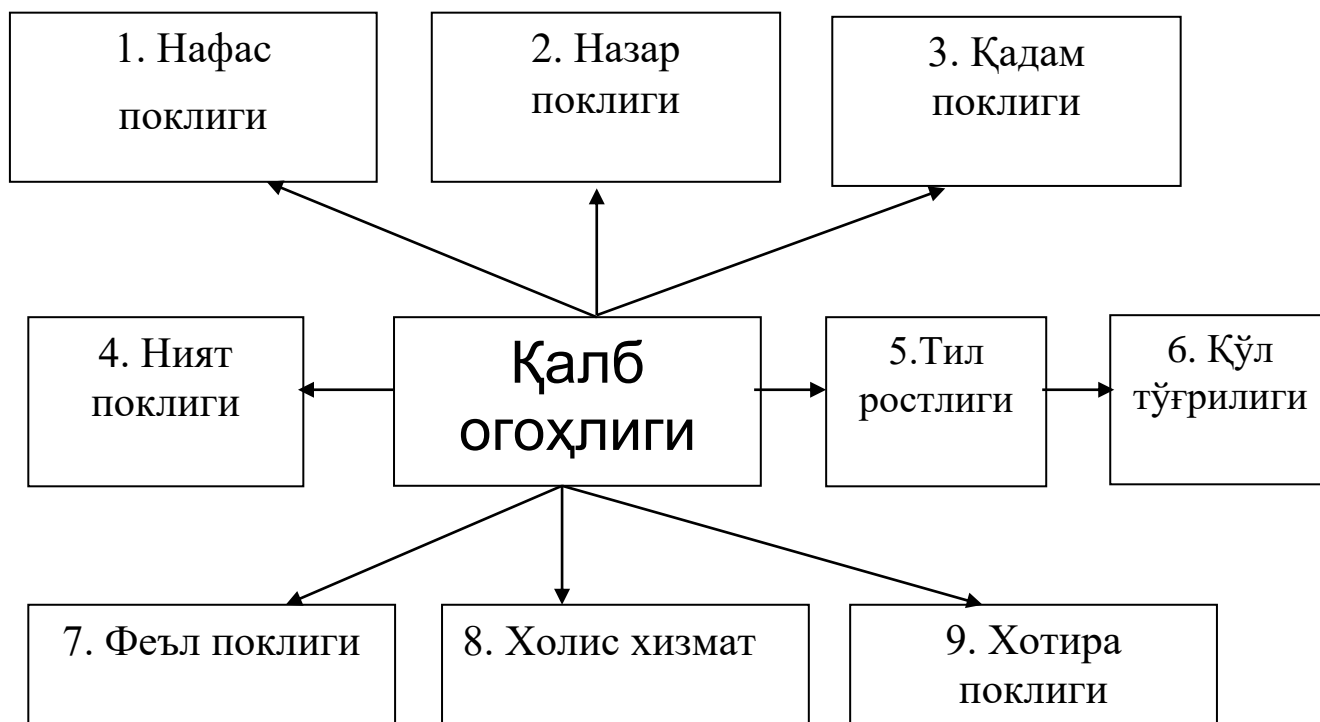 1. Нафас
поклиги
2. Назар
поклиги
3. Қадам
поклиги
4. Ният
поклиги
Қалб
огоҳлиги
5.Тил
ростлиги
6. Қўл
тўғрилиги
7. Феъл поклиги
8. Холис хизмат
9. Хотира
поклиги